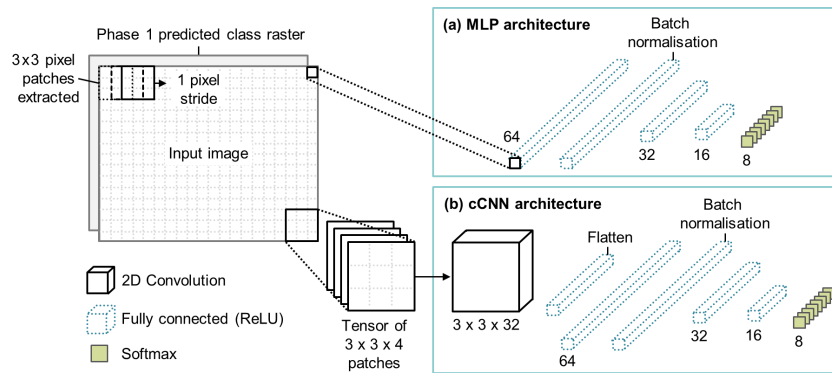 Phase 1 predicted class raster
3x3 pixel
patches
extracted
1 pixel
stride
Input image
(a) MLP architecture
Batch
normalisation
64
32
16
8
(b) cCNN architecture
Batch
normalisation
Flatten
64
32
16
8
3 x 3 x 32
Tensor of
3 x 3 x 4
patches
2D Convolution
Fully connected (ReLU)
Softmax